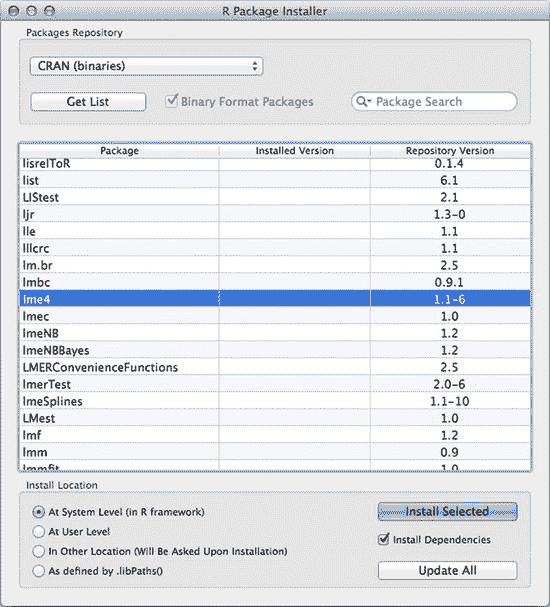 R Package Installer
Packages Repository
CRAN (binaries)
Get List
Binary Format Packages
Package Search
Package Installed Version Repository Version
lisrelToR 0.1.4
list 6.1
LIStest 2.1
ljr 1.3-0
lle 1.1
lllcrc 1.1
lm.br 2.5
lmbc 0.9.1
lme4 1.1-6
lmec 1.0
lmeNB 1.2
lmeNBBayes 1.2
LMERConvenienceFunctions 2.5
lmerTest 2.0-6
lmeSplines 1.1-10
LMest 1.0
lmf 1.2
lmm 0.9
lmmfit 1.0
Install Location
At System Level (in R framework)
Install Selected
At User Level
Install Dependencies
In Other Location (Will Be Asked Upon Installation)
As defined by .libPaths()
Update All